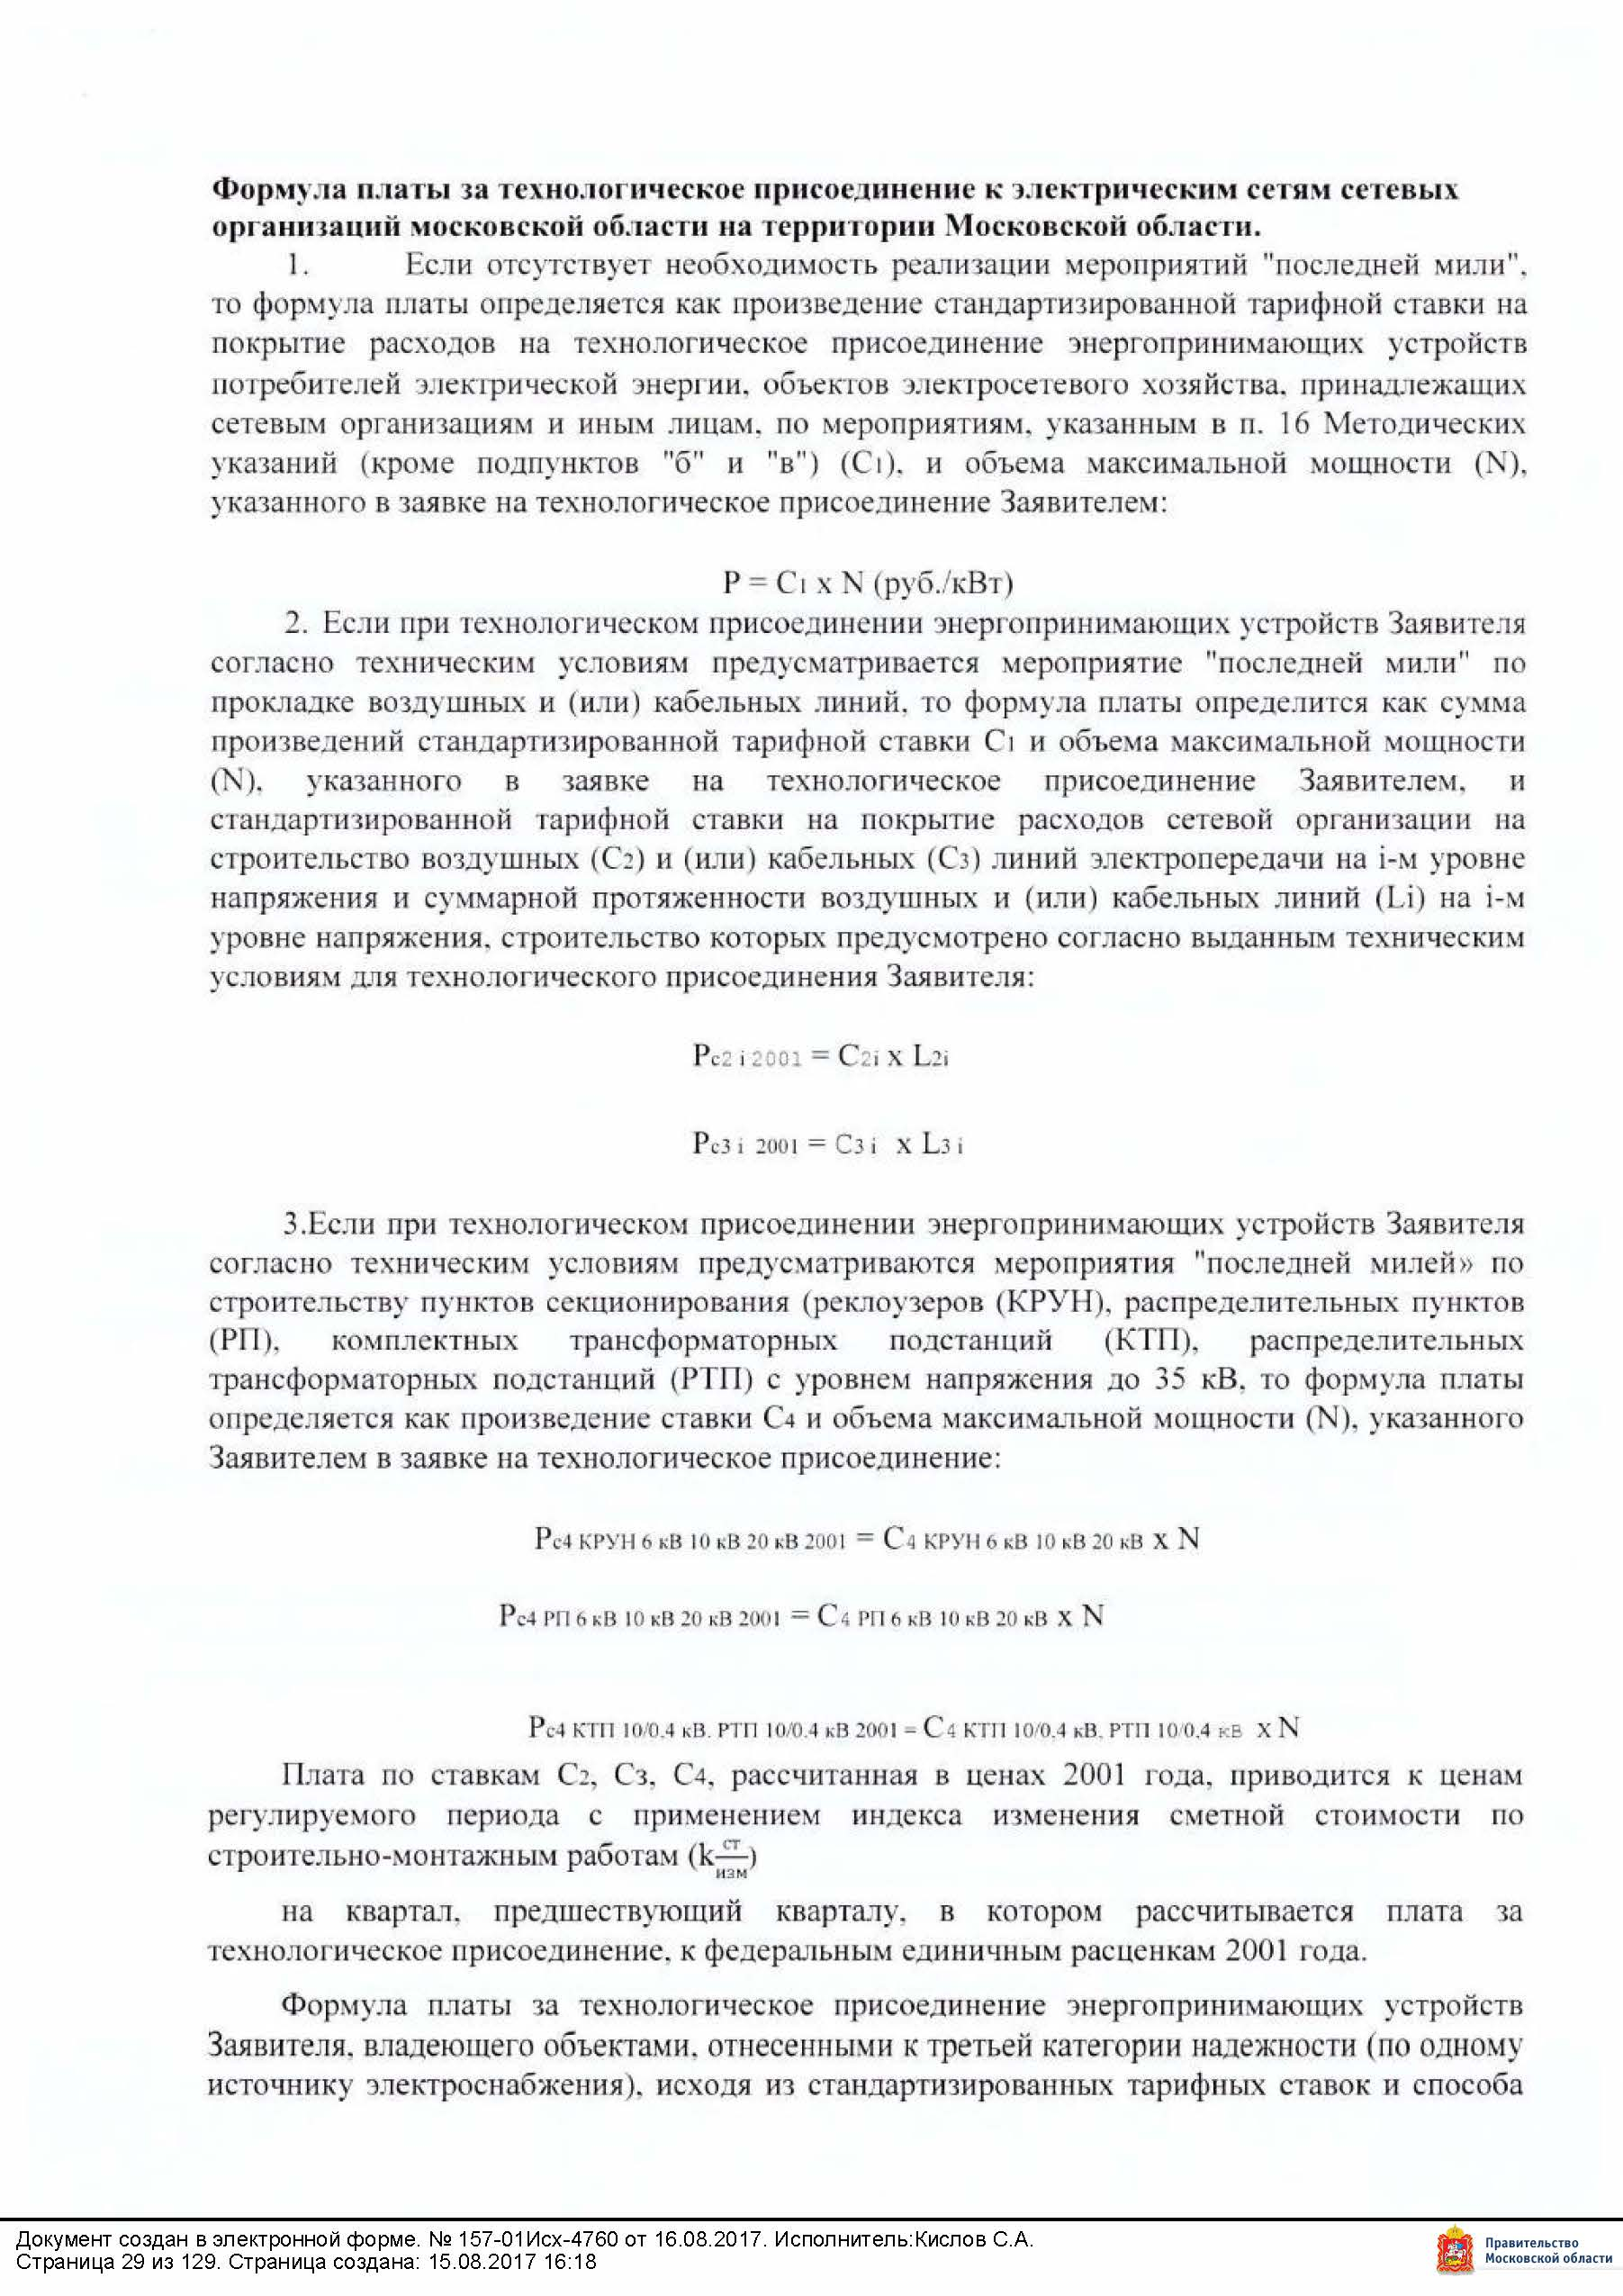 Формула платы за технологическое присоединение к электрическим сетям сетевых
организаций московской области на территории Московской области.
1. Если отсутствует необходимость реализации мероприятий "последней мили",
то формула платы определяется как произведение стандартизированной тарифной ставки на
покрытие расходов на технологическое присоединение энергопринимающих устройств
потребителей электрической энергии, объектов электросетевого хозяйства, принадлежащих
сетевым организациям и иным лицам, по мероприятиям, указанным в п. 16 Методических
указаний (кроме подпунктов "б" и "в") (С1), и объема максимальной мощности (N),
указанного в заявке на технологическое присоединение Заявителем:
P = C1 x N (руб./кВт)
2. Если при технологическом присоединении энергопринимающих устройств Заявителя
согласно техническим условиям предусматривается мероприятие "последней мили" по
прокладке воздушных и (или) кабельных линий, то формула платы определится как сумма
произведений стандартизированной тарифной ставки С1 и объема максимальной мощности
(N), указанного в заявке на технологическое присоединение Заявителем, и
стандартизированной тарифной ставки на покрытие расходов сетевой организации на
строительство воздушных (С2) и (или) кабельных (С3) линий электропередачи на i-м уровне
напряжения и суммарной протяженности воздушных и (или) кабельных линий (Li) на i-м
уровне напряжения, строительство которых предусмотрено согласно выданным техническим
условиям для технологического присоединения Заявителя:
Pc2 i 2001 = C2i x L2i
Pc3 i 2001 = C3 i x L3 i
3.Если при технологическом присоединении энергопринимающих устройств Заявителя
согласно техническим условиям предусматриваются мероприятия "последней милей» по
строительству пунктов секционирования (реклоузеров (КРУН), распределительных пунктов
(РП), комплектных трансформаторных подстанций (КТП), распределительных
трансформаторных подстанций (РТП) с уровнем напряжения до 35 кВ, то формула платы
определяется как произведение ставки С4 и объема максимальной мощности (N), указанного
Заявителем в заявке на технологическое присоединение:
Pc4 КРУН 6 кВ 10 кВ 20 кВ 2001 = C4 КРУН 6 кВ 10 кВ 20 кВ x N
Pc4 РП 6 кВ 10 кВ 20 кВ 2001 = C4 РП 6 кВ 10 кВ 20 кВ x N
Pc4 КТП 10/0,4 кВ, РТП 10/0,4 кВ 2001 = C4 КТП 10/0,4 кВ, РТП 10/0,4 кВ x N
Плата по ставкам С2, С3, С4, рассчитанная в ценах 2001 года, приводится к ценам
регулируемого периода с применением индекса изменения сметной стоимости по
строительно-монтажным работам (k ст/изм)
на квартал, предшествующий кварталу, в котором рассчитывается плата за
технологическое присоединение, к федеральным единичным расценкам 2001 года.
Формула платы за технологическое присоединение энергопринимающих устройств
Заявителя, владеющего объектами, отнесенными к третьей категории надежности (по одному
источнику электроснабжения), исходя из стандартизированных тарифных ставок и способа
Документ создан в электронной форме. № 157-01Исх-4760 от 16.08.2017. Исполнитель:Кислов С.А.
Страница 29 из 129. Страница создана: 15.08.2017 16:18
Правительство
Московской области